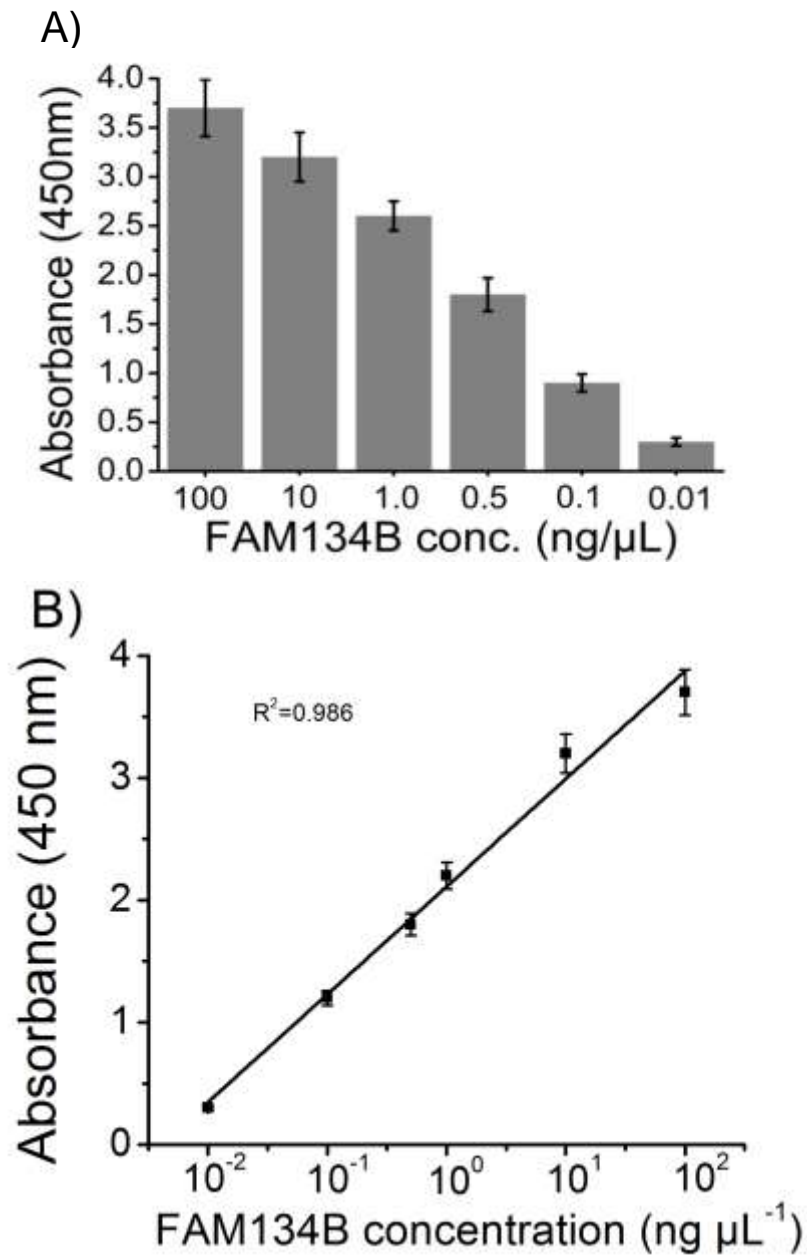 A)
Absorbance (450nm)
4.0
3.5
3.0
2.5
2.0
1.5
1.0
0.5
0.0
100 10 1.0 0.5 0.1 0.01
FAM134B conc. (ng/µL)
B)
Absorbance (450 nm)
4
3
2
1
0
R²=0.986
10⁻² 10⁻¹ 10⁰ 10¹ 10²
FAM134B concentration (ng µL⁻¹)